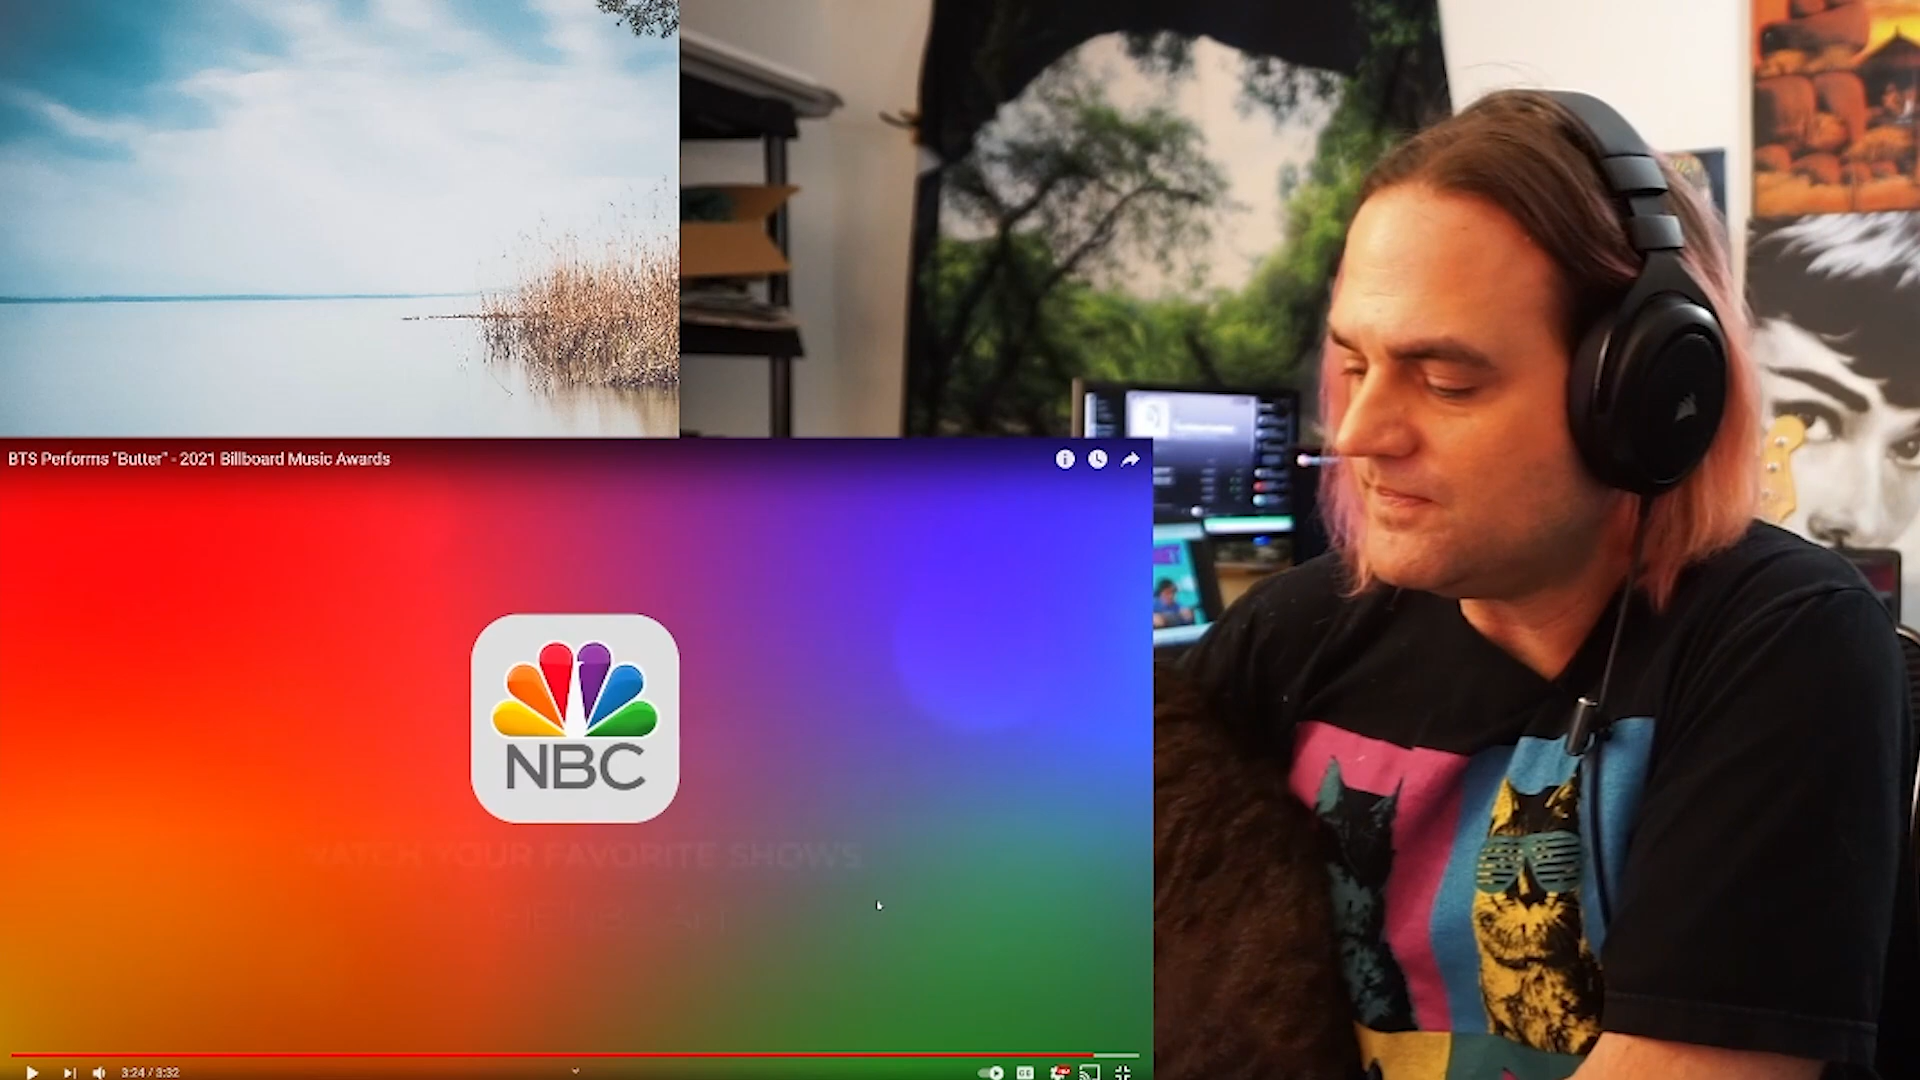 BTS Performs "Butter" - 2021 Billboard Music Awards
NBC
WATCH YOUR FAVORITE SHOWS
3:24 / 3:32